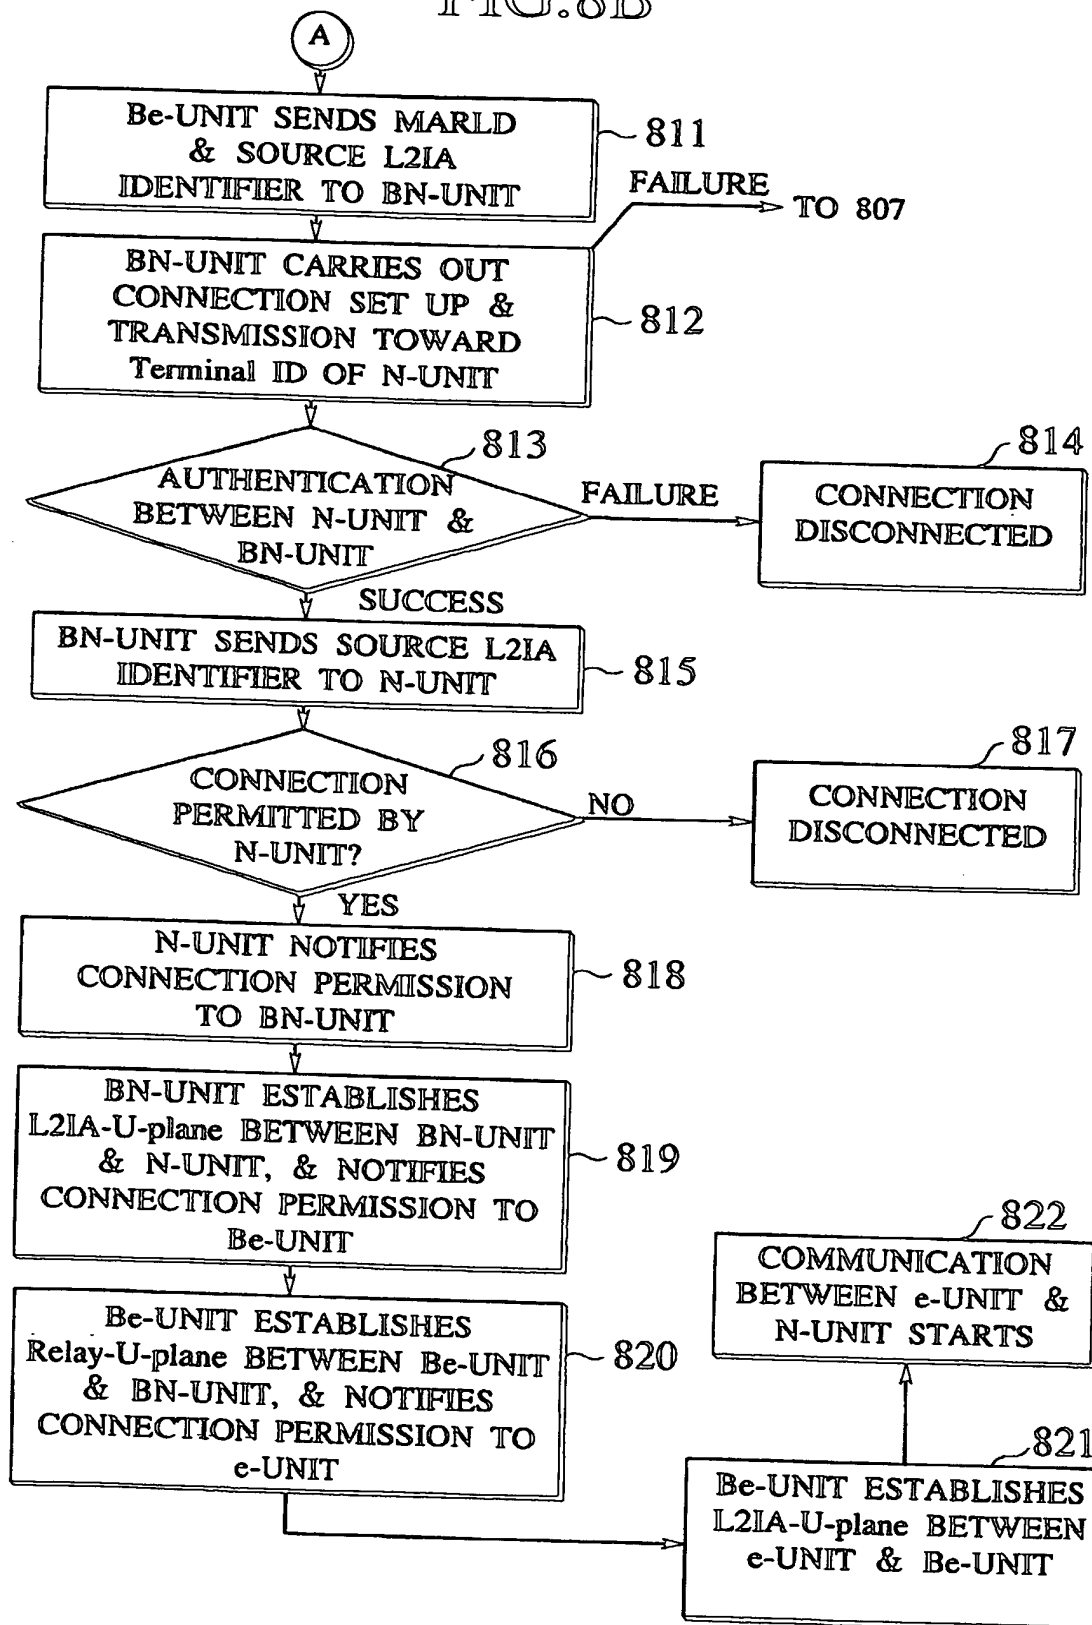 FIG.8B
A
Be-UNIT SENDS MARLD
& SOURCE L2IA
IDENTIFIER TO BN-UNIT
811
FAILURE
TO 807
BN-UNIT CARRIES OUT
CONNECTION SET UP &
TRANSMISSION TOWARD
Terminal ID OF N-UNIT
812
813
AUTHENTICATION
BETWEEN N-UNIT &
BN-UNIT
FAILURE
814
CONNECTION
DISCONNECTED
SUCCESS
BN-UNIT SENDS SOURCE L2IA
IDENTIFIER TO N-UNIT
815
816
CONNECTION
PERMITTED BY
N-UNIT?
NO
817
CONNECTION
DISCONNECTED
YES
N-UNIT NOTIFIES
CONNECTION PERMISSION
TO BN-UNIT
818
BN-UNIT ESTABLISHES
L2IA-U-plane BETWEEN BN-UNIT
& N-UNIT, & NOTIFIES
CONNECTION PERMISSION TO
Be-UNIT
819
Be-UNIT ESTABLISHES
Relay-U-plane BETWEEN Be-UNIT
& BN-UNIT, & NOTIFIES
CONNECTION PERMISSION TO
e-UNIT
820
822
COMMUNICATION
BETWEEN e-UNIT &
N-UNIT STARTS
821
Be-UNIT ESTABLISHES
L2IA-U-plane BETWEEN
e-UNIT & Be-UNIT